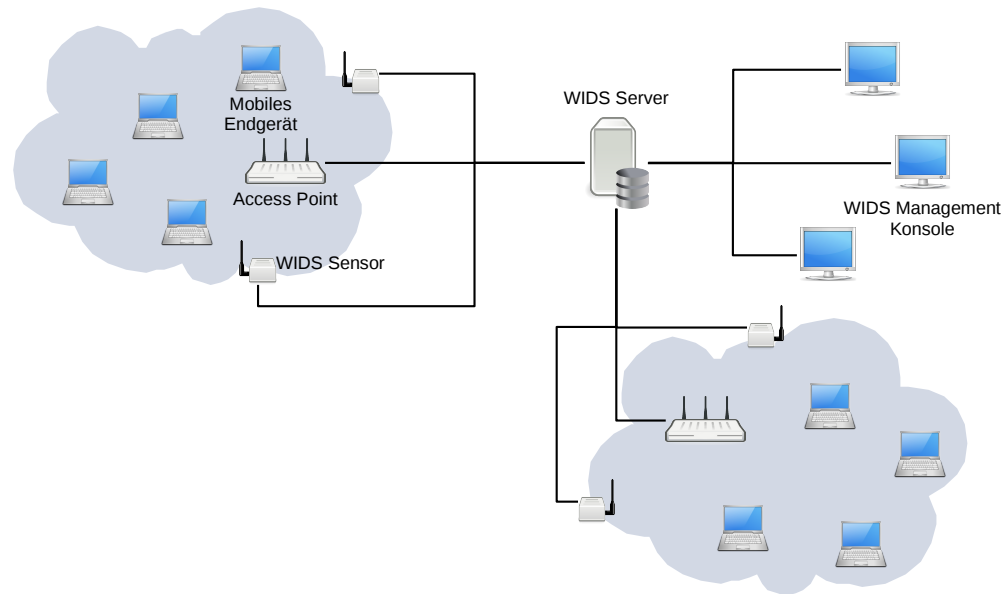 WIDS Server
Mobiles
Endgerät
Access Point
WIDS Management
Konsole
WIDS Sensor